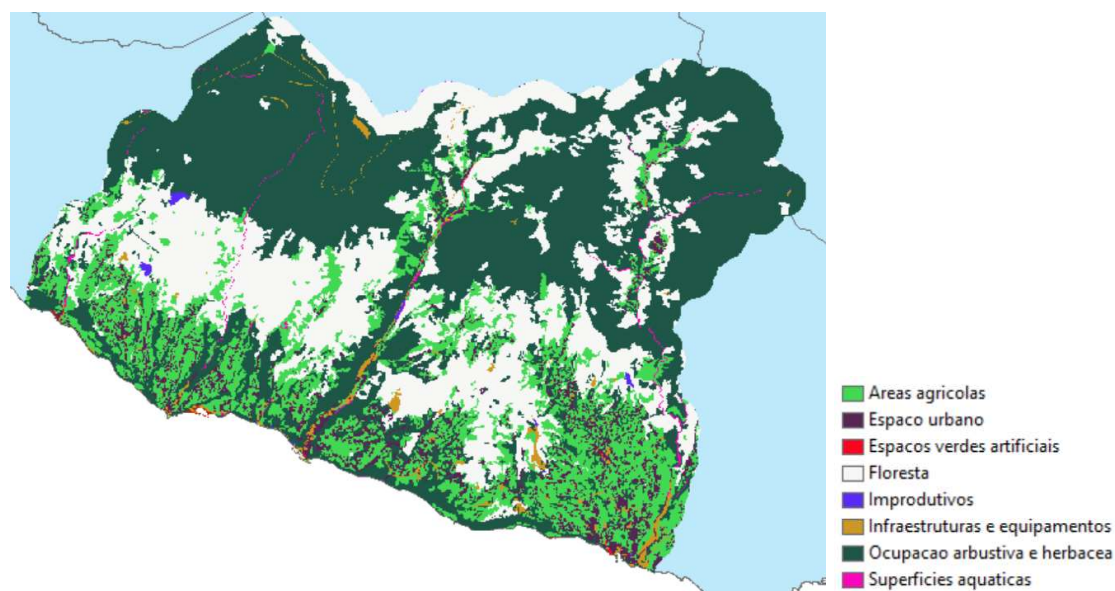 Areas agricolas
Espaco urbano
Espacos verdes artificiais
Floresta
Improdutivos
Infraestruturas e equipamentos
Ocupacao arbustiva e herbacea
Superficies aquaticas